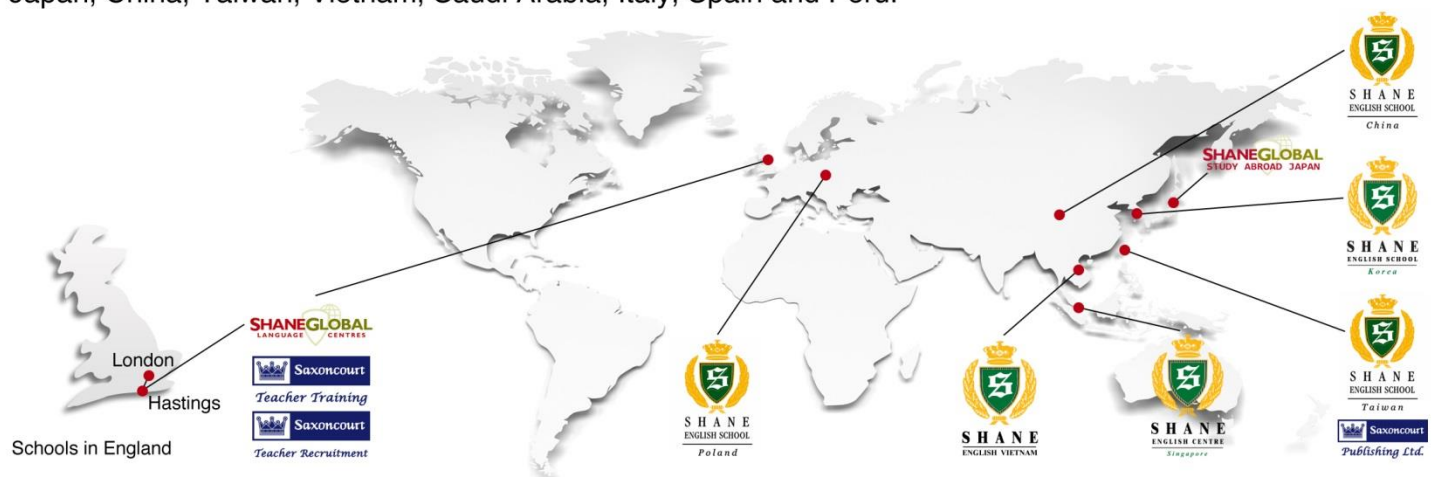 Japan, China, Taiwan, Vietnam, Saudi Arabia, Italy, Spain and Peru.
SHANE
ENGLISH SCHOOL
China
SHANEGLOBAL
STUDY ABROAD JAPAN
SHANE
ENGLISH SCHOOL
Korea
SHANEGLOBAL
LANGUAGE CENTRES
London
Hastings
Saxoncourt
Teacher Training
Saxoncourt
Teacher Recruitment
Schools in England
SHANE
ENGLISH SCHOOL
Poland
SHANE
ENGLISH VIETNAM
SHANE
ENGLISH CENTRE
Singapore
SHANE
ENGLISH SCHOOL
Taiwan
Saxoncourt
Publishing Ltd.